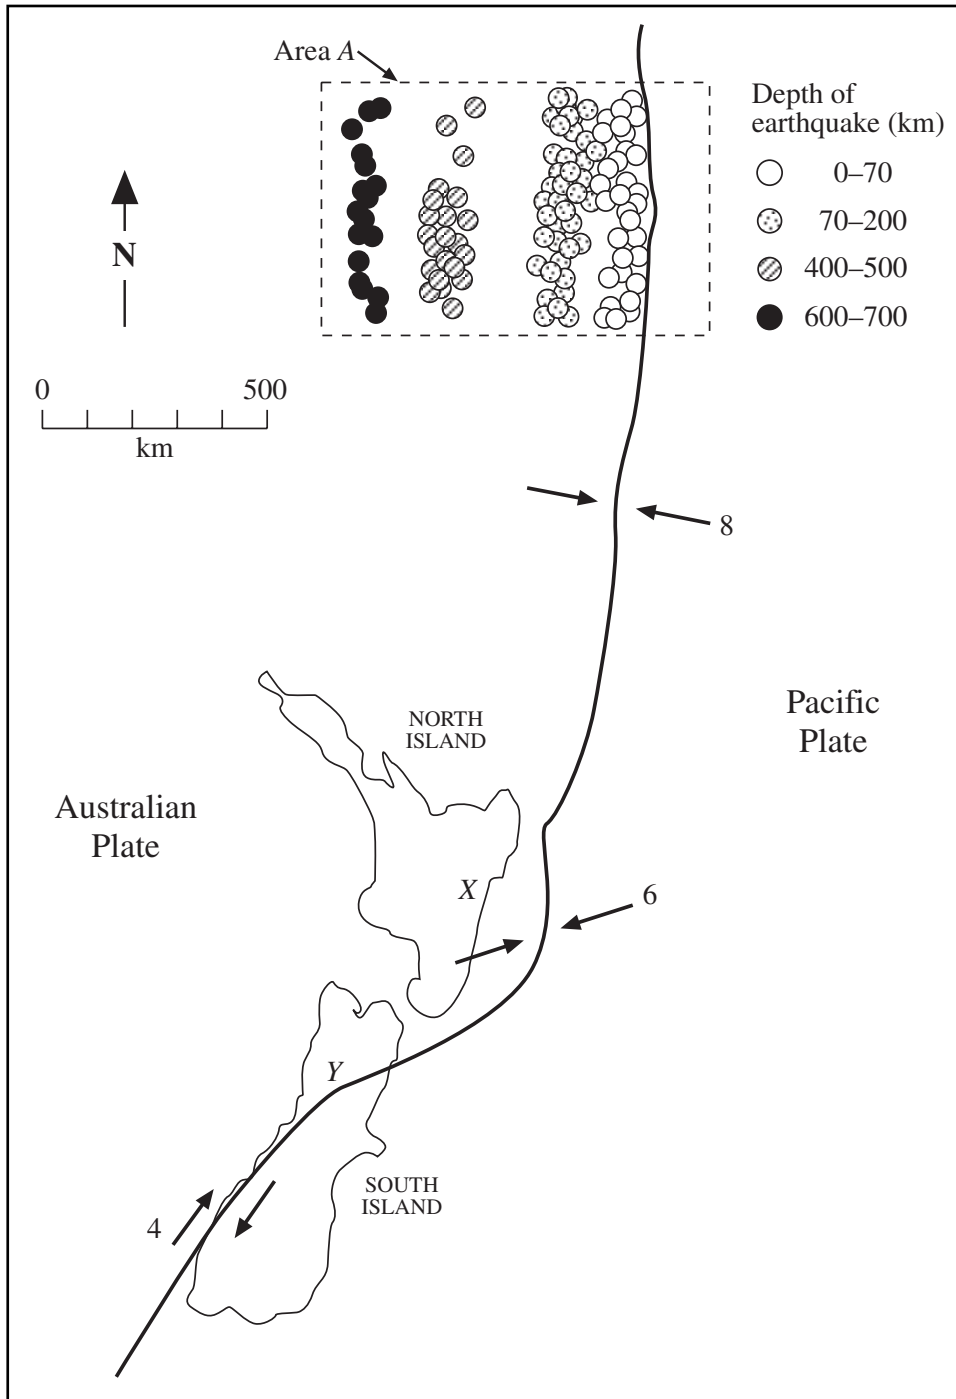 Area A
Depth of
earthquake (km)
0–70
70–200
400–500
600–700
N
0 500
km
8
Pacific
Plate
NORTH
ISLAND
Australian
Plate
X
6
Y
SOUTH
ISLAND
4